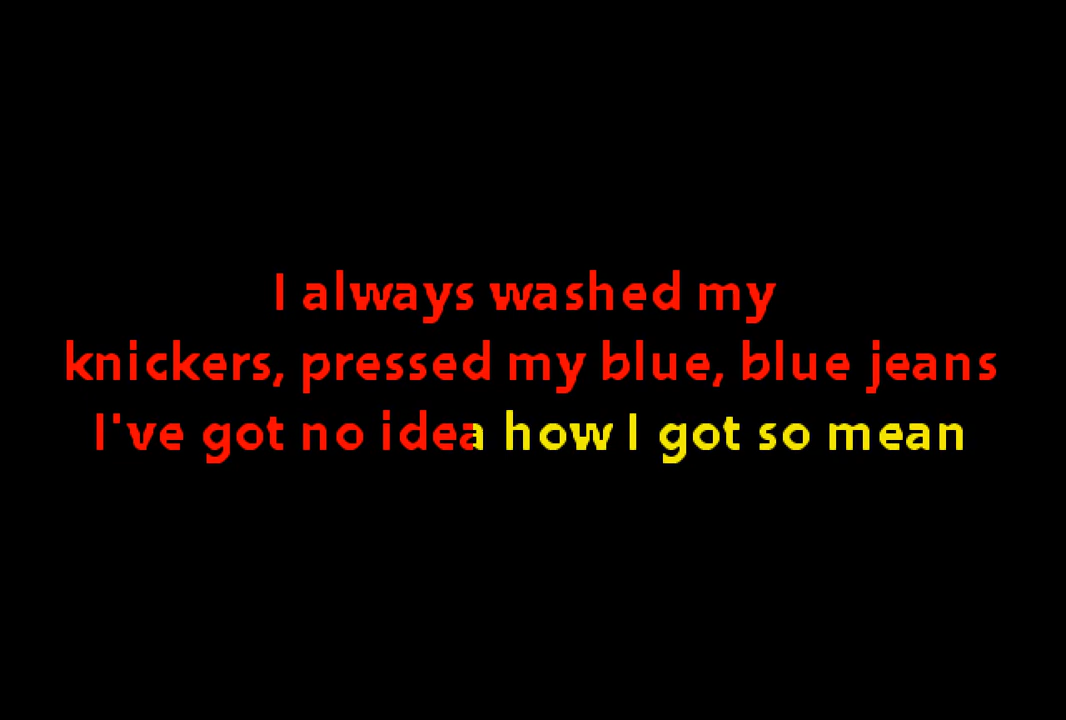 I always washed my
knickers, pressed my blue, blue jeans
I've got no idea how I got so mean